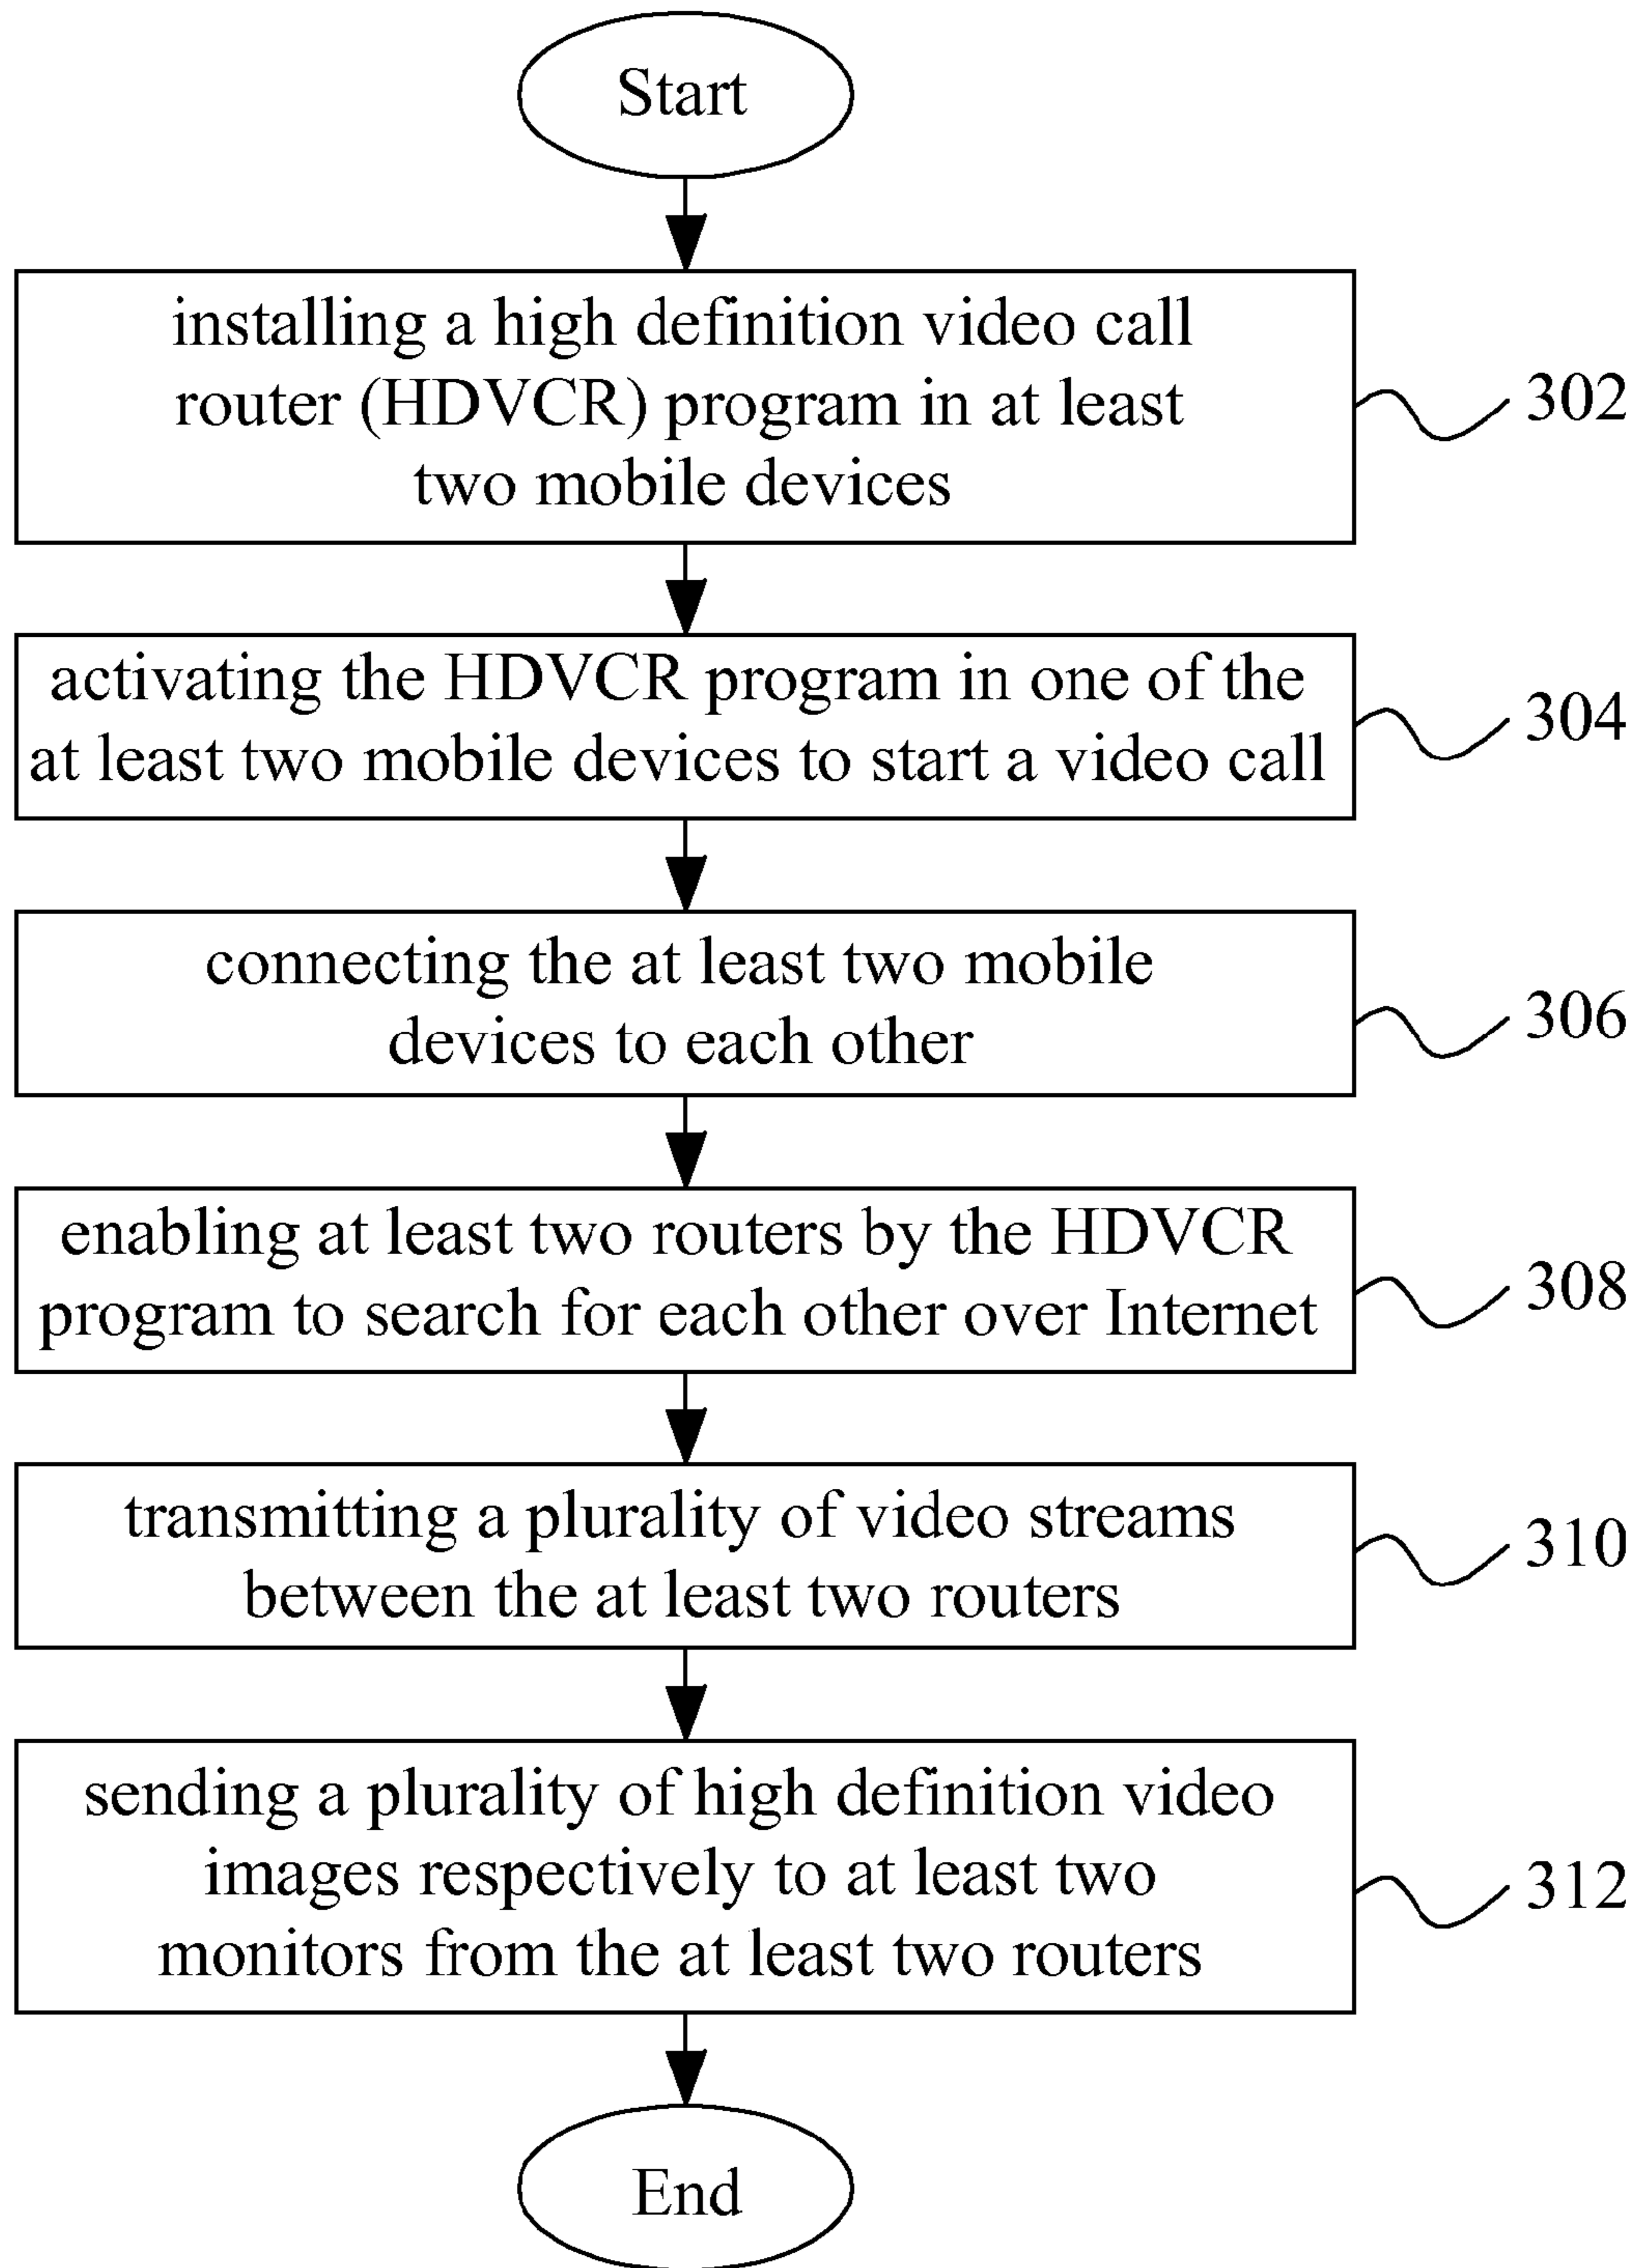 Start
installing a high definition video call
router (HDVCR) program in at least
two mobile devices
302
activating the HDVCR program in one of the
at least two mobile devices to start a video call
304
connecting the at least two mobile
devices to each other
306
enabling at least two routers by the HDVCR
program to search for each other over Internet
308
transmitting a plurality of video streams
between the at least two routers
310
sending a plurality of high definition video
images respectively to at least two
monitors from the at least two routers
312
End